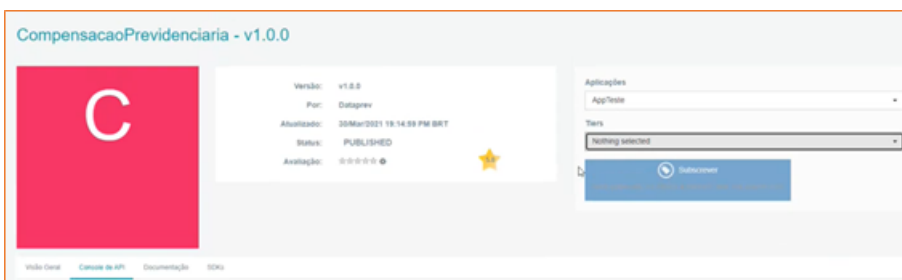 CompensacaoPrevidenciaria - v1.0.0
C
Versão: v1.0.0
Por: Dataprev
Atualizado: 30/Mar/2021 19:14:59 PM BRT
Status: PUBLISHED
Avaliação:
Aplicações
AppTeste
Tiers
Nothing selected
Subscrever
Visão Geral Console de API Documentação SDKs